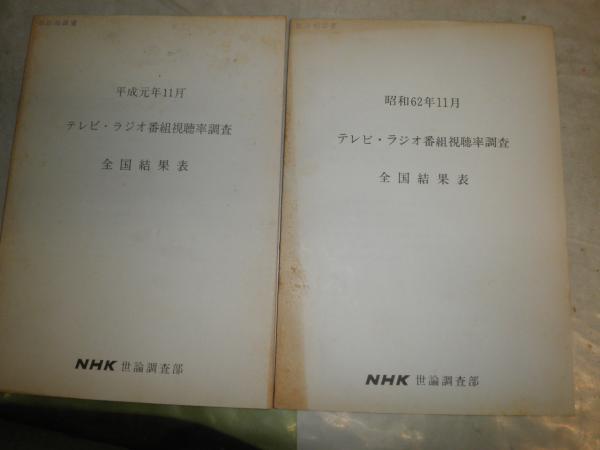 平成元年11月
テレビ・ラジオ番組視聴率調査
全国結果表
NHK 世論調査部
昭和62年11月
テレビ・ラジオ番組視聴率調査
全国結果表
NHK 世論調査部